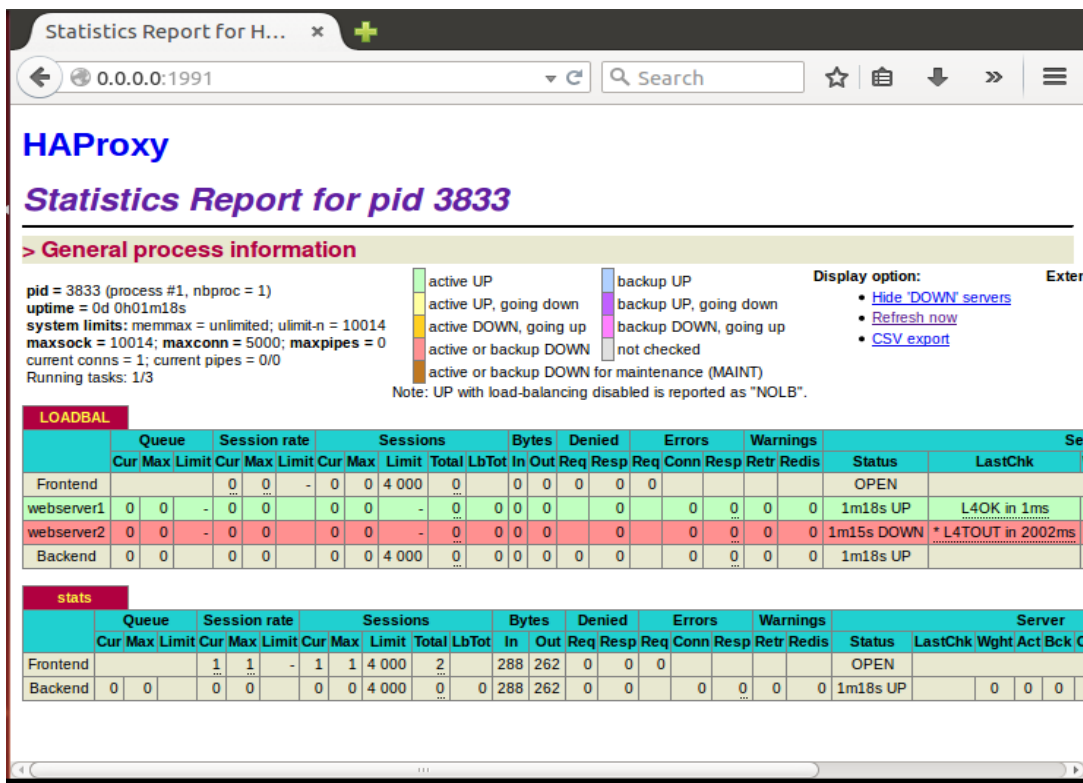 Statistics Report for H... ×
0.0.0.0:1991 Search
HAProxy
Statistics Report for pid 3833
> General process information
pid = 3833 (process #1, nbproc = 1)
uptime = 0d 0h01m18s
system limits: memmax = unlimited; ulimit-n = 10014
maxsock = 10014; maxconn = 5000; maxpipes = 0
current conns = 1; current pipes = 0/0
Running tasks: 1/3
active UP backup UP
active UP, going down backup UP, going down
active DOWN, going up backup DOWN, going up
active or backup DOWN not checked
active or backup DOWN for maintenance (MAINT)
Note: UP with load-balancing disabled is reported as "NOLB".
Display option:
• Hide 'DOWN' servers
• Refresh now
• CSV export
Exter
LOADBAL
Queue Session rate Sessions Bytes Denied Errors Warnings Se
Cur Max Limit Cur Max Limit Cur Max Limit Total LbTot In Out Req Resp Req Conn Resp Retr Redis Status LastChk
Frontend 0 0 - 0 0 4 000 0 0 0 0 0 0 OPEN
webserver1 0 0 - 0 0 0 0 - 0 0 0 0 0 0 0 0 0 1m18s UP L4OK in 1ms
webserver2 0 0 - 0 0 0 0 - 0 0 0 0 0 0 0 0 0 1m15s DOWN * L4TOUT in 2002ms
Backend 0 0 0 0 0 0 4 000 0 0 0 0 0 0 0 0 0 0 1m18s UP
stats
Queue Session rate Sessions Bytes Denied Errors Warnings Server
Cur Max Limit Cur Max Limit Cur Max Limit Total LbTot In Out Req Resp Req Conn Resp Retr Redis Status LastChk Wght Act Bck C
Frontend 1 1 - 1 1 4 000 2 288 262 0 0 0 OPEN
Backend 0 0 0 0 0 0 4 000 0 0 288 262 0 0 0 0 0 0 1m18s UP 0 0 0